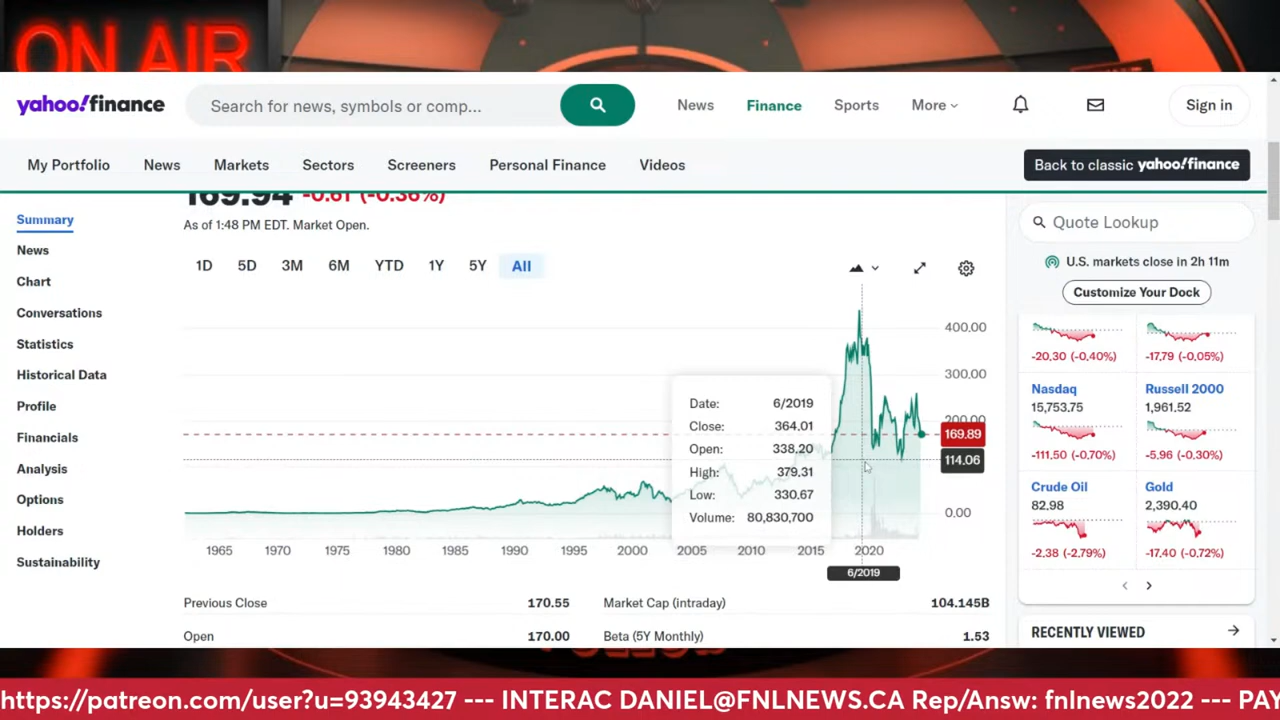 ON AIR
yahoo!finance
Search for news, symbols or comp...
News
Finance
Sports
More
Sign in
My Portfolio
News
Markets
Sectors
Screeners
Personal Finance
Videos
Back to classic yahoo!finance
169.94 -0.61 (-0.36%)
As of 1:48 PM EDT. Market Open.
Summary
News
Chart
Conversations
Statistics
Historical Data
Profile
Financials
Analysis
Options
Holders
Sustainability
1D 5D 3M 6M YTD 1Y 5Y All
400.00
300.00
200.00
169.89
114.06
0.00
Date: 6/2019
Close: 364.01
Open: 338.20
High: 379.31
Low: 330.67
Volume: 80,830,700
1965 1970 1975 1980 1985 1990 1995 2000 2005 2010 2015 2020
6/2019
Previous Close 170.55
Market Cap (intraday) 104.145B
Open 170.00
Beta (5Y Monthly) 1.53
Quote Lookup
U.S. markets close in 2h 11m
Customize Your Dock
-20,30 (-0,40%)
-17,79 (-0,05%)
Nasdaq
15,753.75
-111,50 (-0,70%)
Russell 2000
1,961.52
-5,96 (-0,30%)
Crude Oil
82.98
-2,38 (-2,79%)
Gold
2,390.40
-17,40 (-0,72%)
RECENTLY VIEWED
https://patreon.com/user?u=93943427 --- INTERAC DANIEL@FNLNEWS.CA Rep/Answ: fnlnews2022 --- PAY